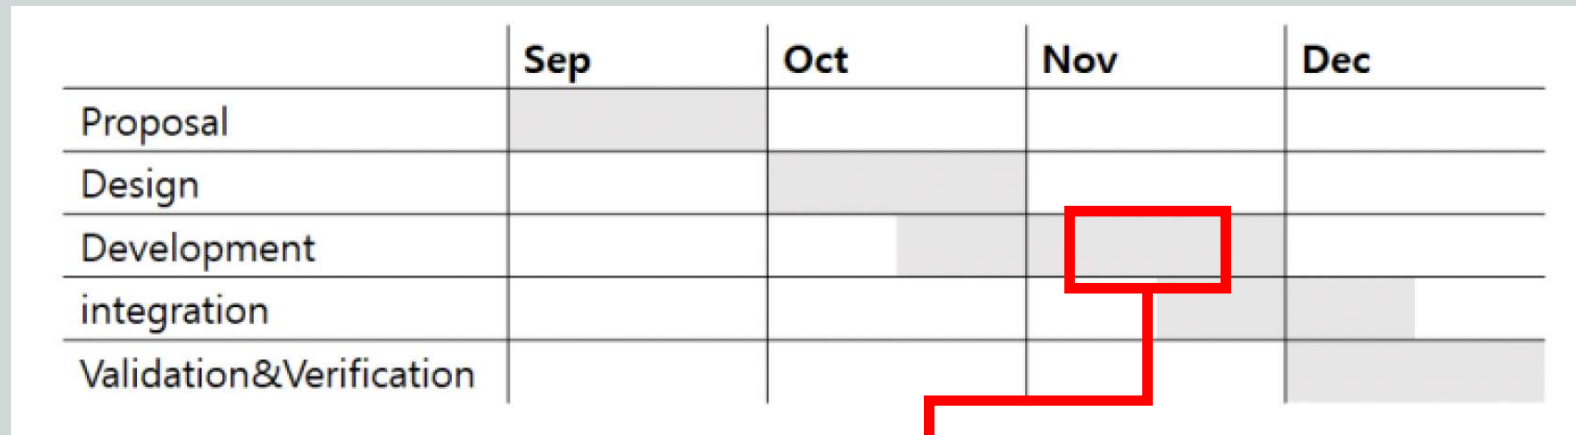 Sep Oct Nov Dec
Proposal
Design
Development
integration
Validation&Verification